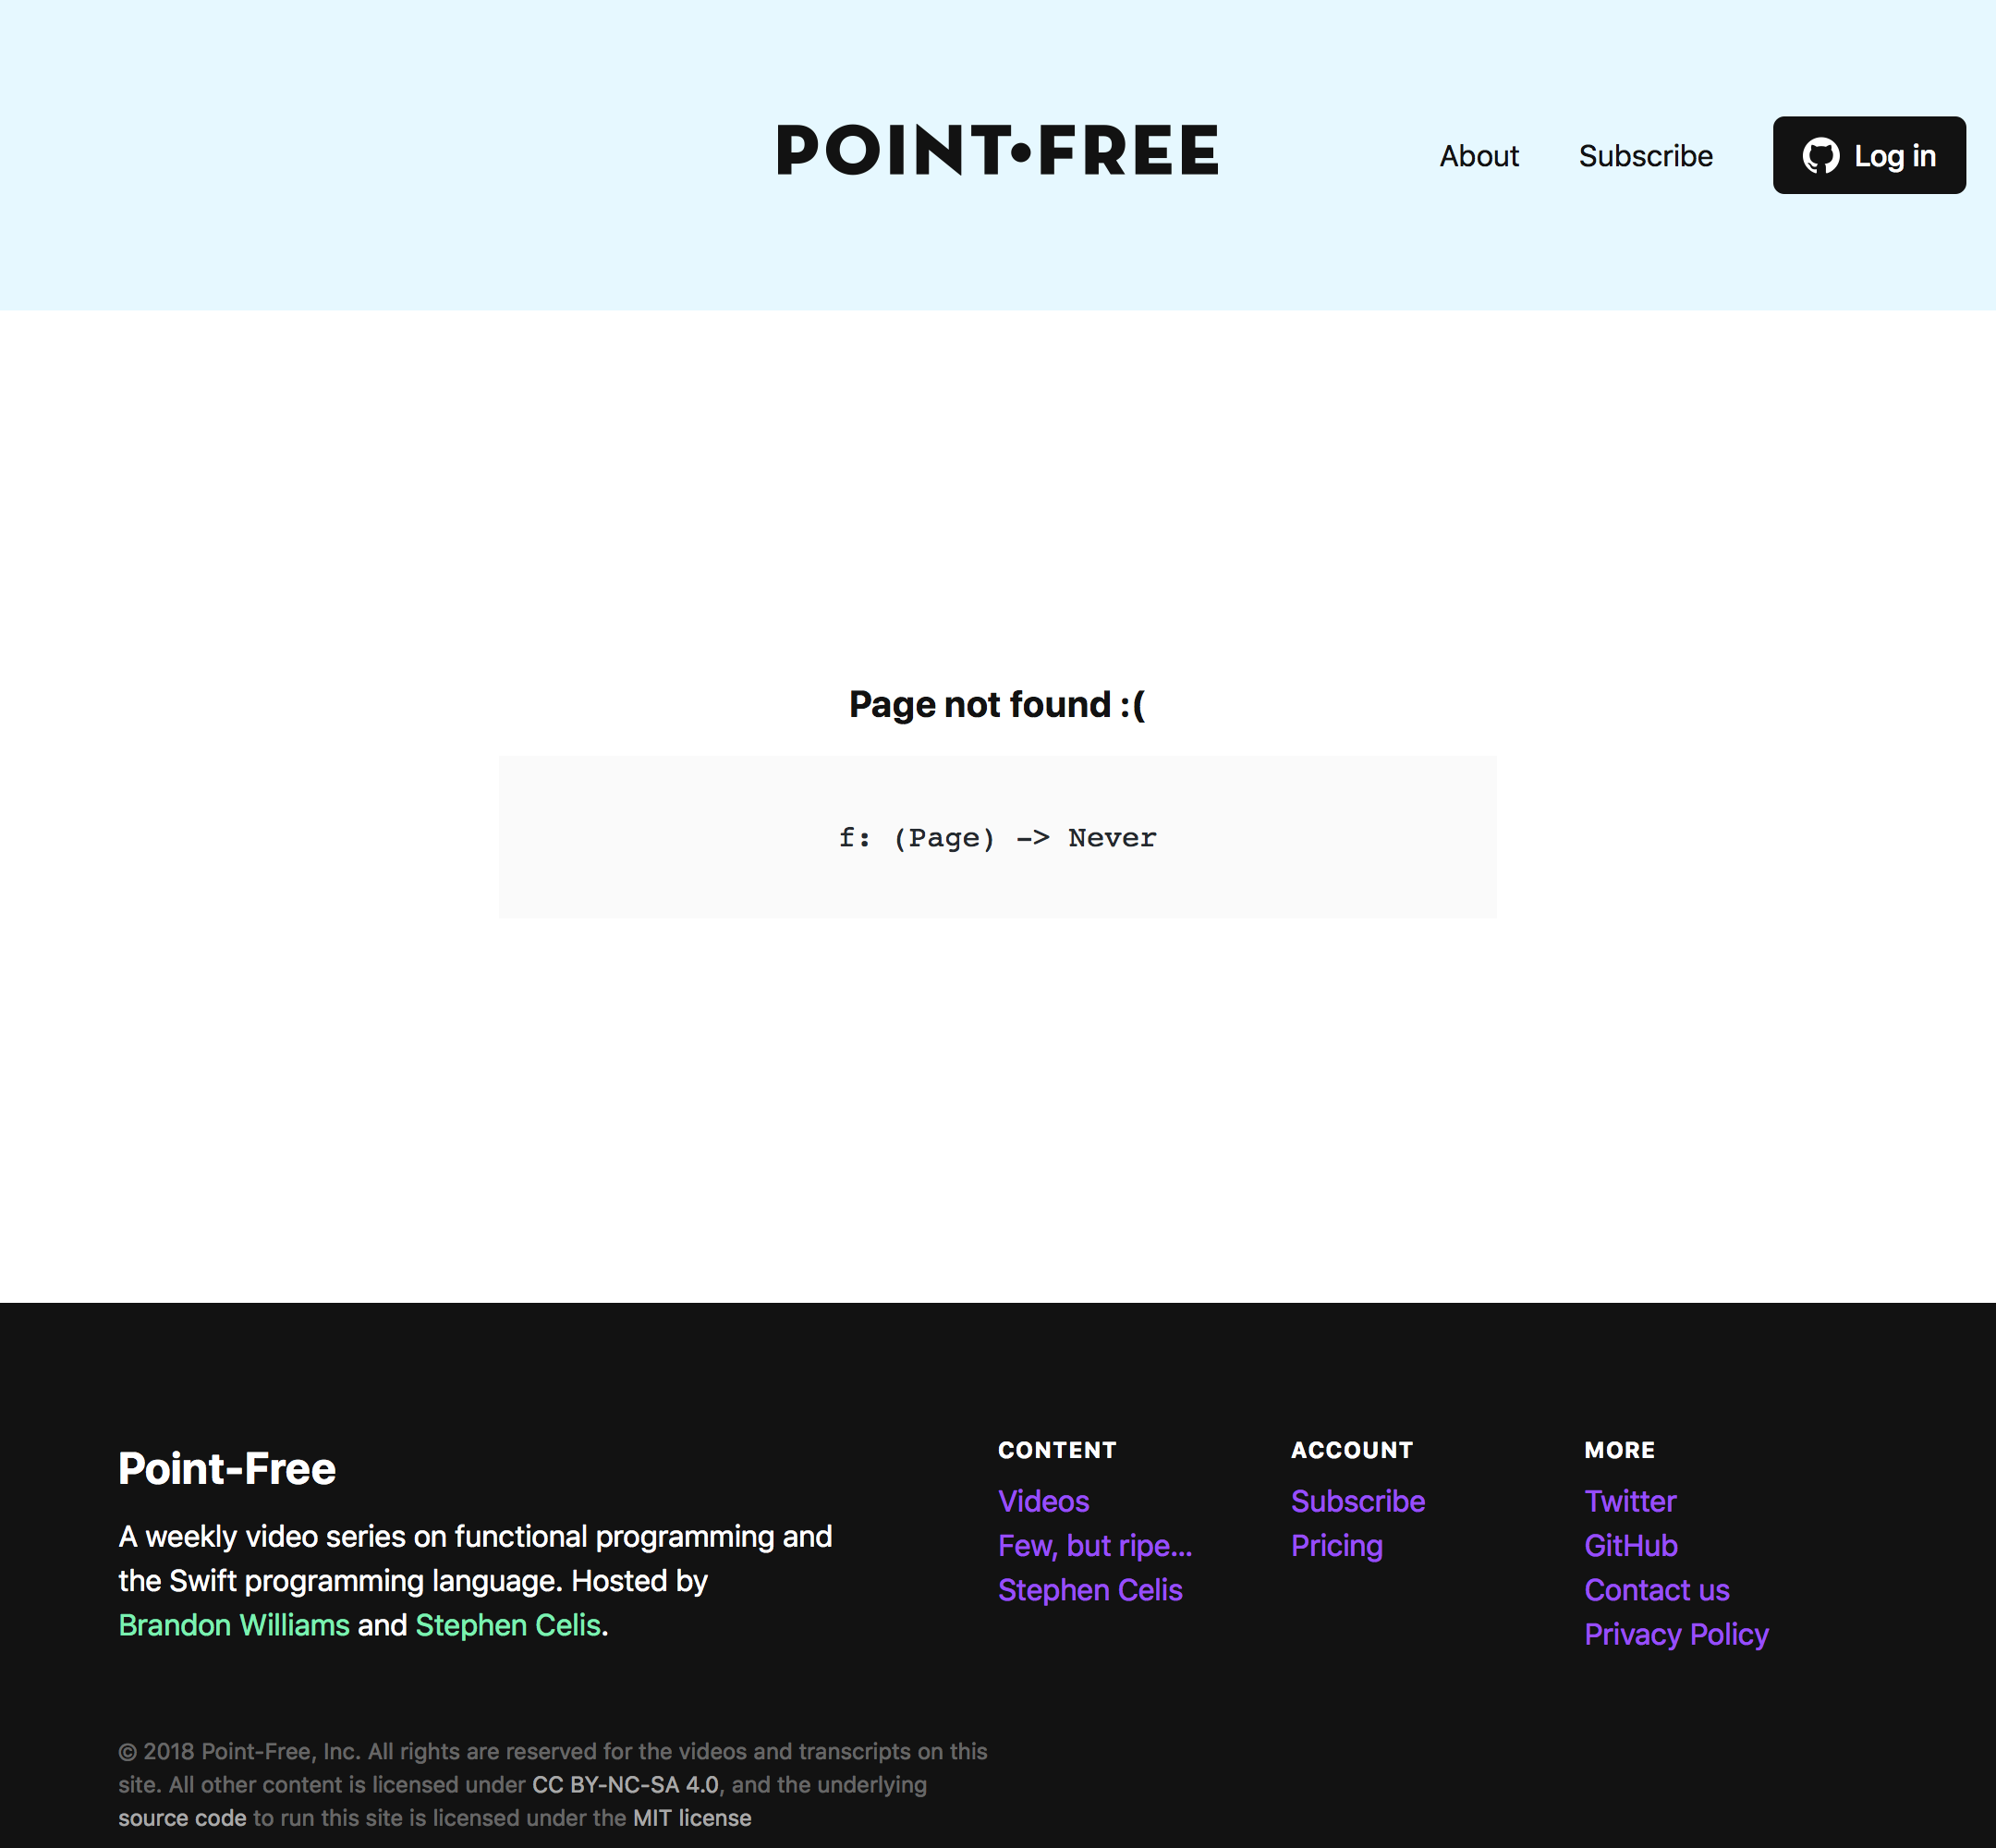 POINT•FREE
About
Subscribe
Log in
Page not found :(
f: (Page) -> Never
Point-Free
A weekly video series on functional programming and
the Swift programming language. Hosted by
Brandon Williams and Stephen Celis.
CONTENT
Videos
Few, but ripe...
Stephen Celis
ACCOUNT
Subscribe
Pricing
MORE
Twitter
GitHub
Contact us
Privacy Policy
© 2018 Point-Free, Inc. All rights are reserved for the videos and transcripts on this
site. All other content is licensed under CC BY-NC-SA 4.0, and the underlying
source code to run this site is licensed under the MIT license